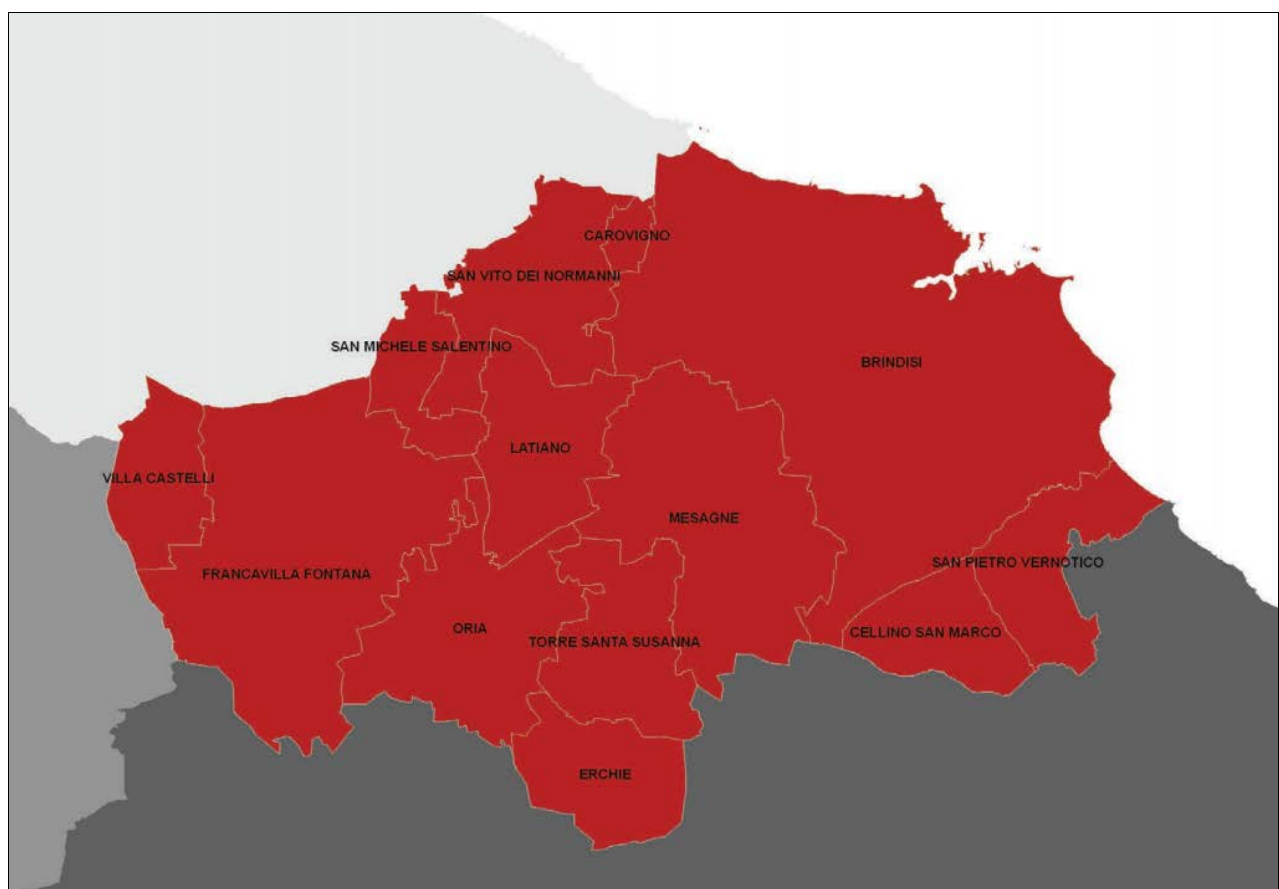 CAROVIGNO
SAN VITO DEI NORMANNI
SAN MICHELE SALENTINO
BRINDISI
LATIANO
VILLA CASTELLI
MESAGNE
SAN PIETRO VERNOTICO
FRANCAVILLA FONTANA
ORIA
CELLINO SAN MARCO
TORRE SANTA SUSANNA
ERCHIE